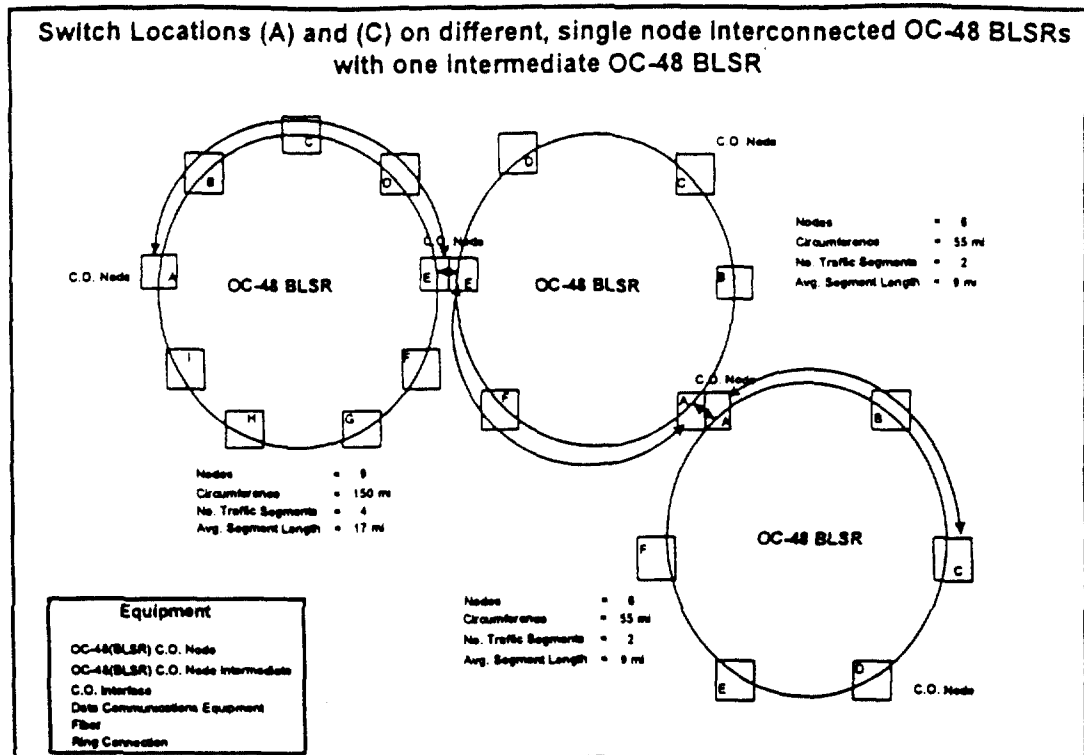 Switch Locations (A) and (C) on different, single node interconnected OC-48 BLSRs
with one intermediate OC-48 BLSR
C
B
D
C.O. Node
A
OC-48 BLSR
C.O. Node
E
E
I
F
H
G
Nodes = 9
Circumference = 150 mi
No. Traffic Segments = 4
Avg. Segment Length = 17 mi
D
C.O. Node
C
OC-48 BLSR
B
F
C.O. Node
A
A
Nodes = 6
Circumference = 55 mi
No. Traffic Segments = 2
Avg. Segment Length = 9 mi
B
OC-48 BLSR
F
C
E
D
C.O. Node
Nodes = 6
Circumference = 55 mi
No. Traffic Segments = 2
Avg. Segment Length = 9 mi
Equipment
OC-48(BLSR) C.O. Node
OC-48(BLSR) C.O. Node Intermediate
C.O. Interface
Data Communications Equipment
Fiber
Ring Connection